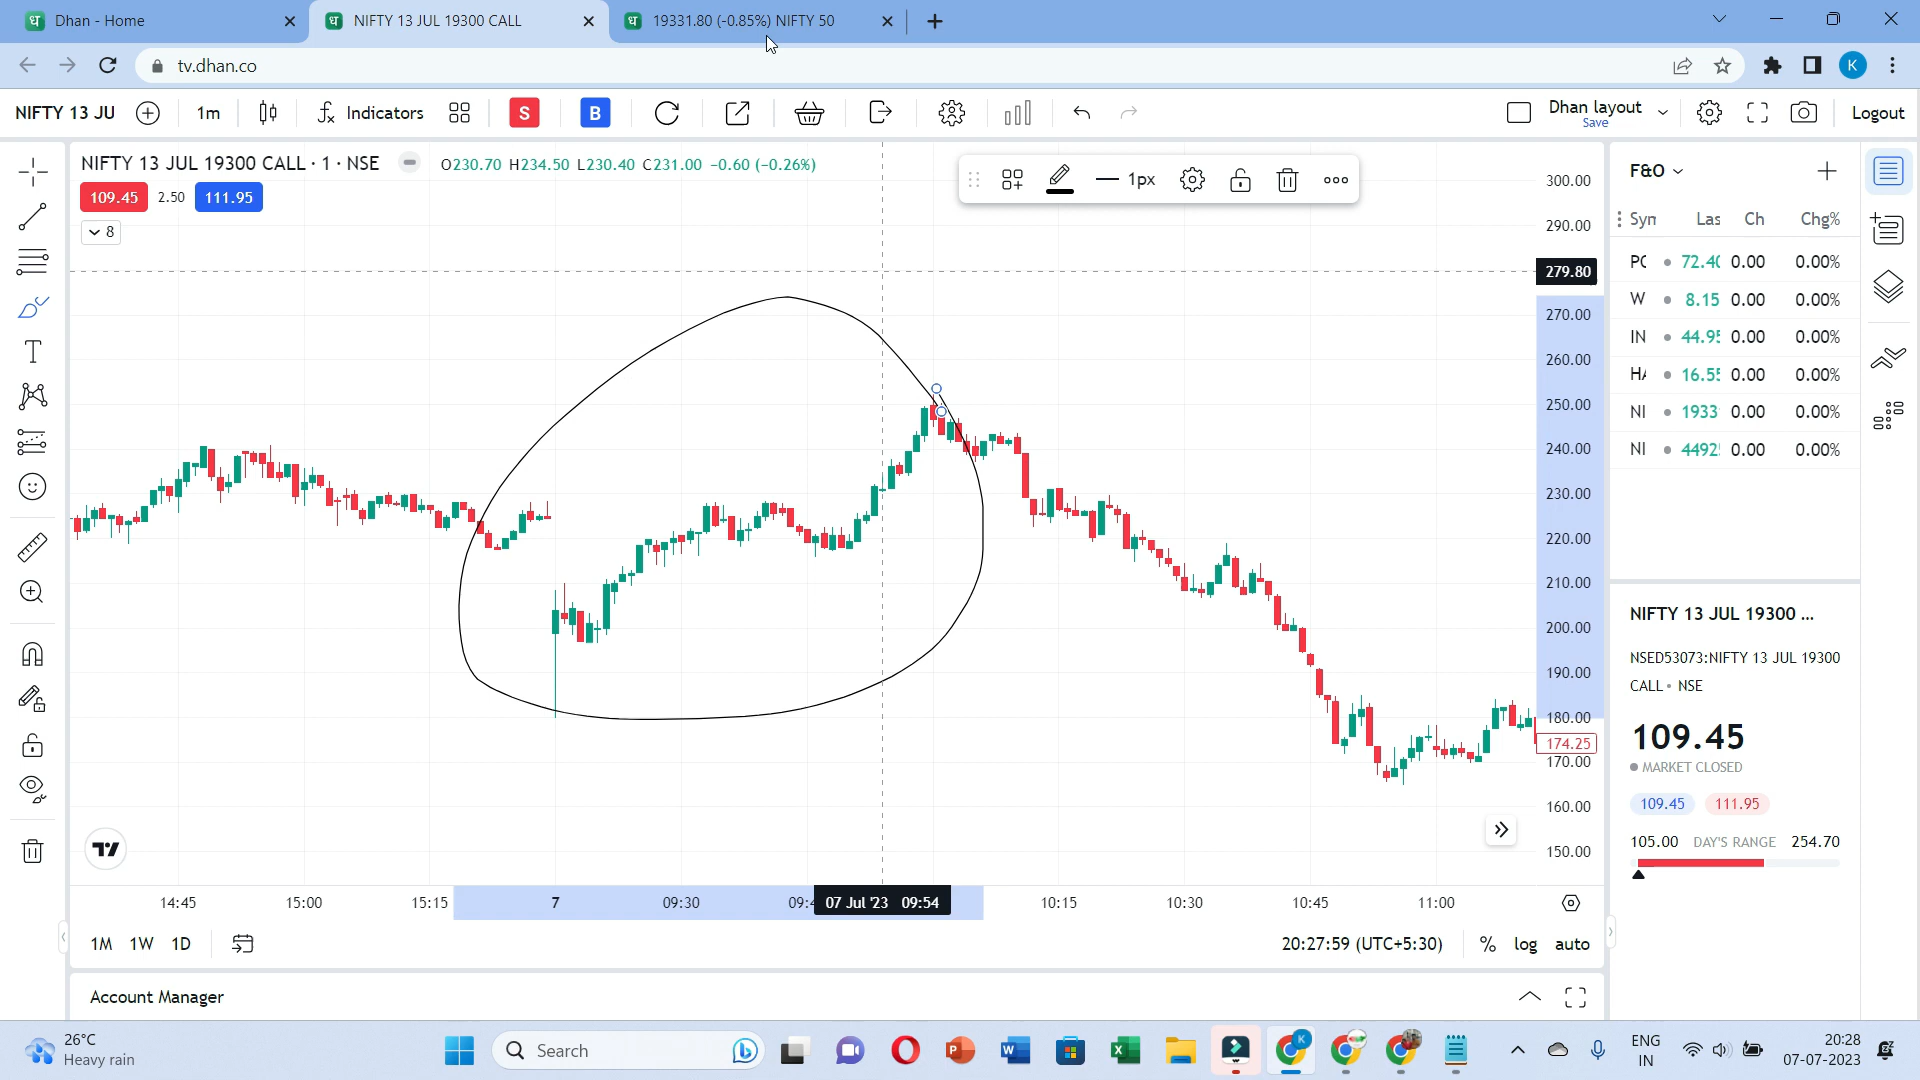 Dhan - Home
NIFTY 13 JUL 19300 CALL
19331.80 (-0.85%) NIFTY 50
tv.dhan.co
K
NIFTY 13 JU
1m
Indicators
S
B
Dhan layout
Save
Logout
NIFTY 13 JUL 19300 CALL · 1 · NSE
O230.70 H234.50 L230.40 C231.00 -0.60 (-0.26%)
109.45 2.50 111.95
8
1px
300.00
290.00
279.80
270.00
260.00
250.00
240.00
230.00
220.00
210.00
200.00
190.00
180.00
174.25
170.00
160.00
150.00
F&O
Las Ch Chg%
72.4 0.00 0.00%
W 8.15 0.00 0.00%
IN 44.95 0.00 0.00%
16.5 0.00 0.00%
NI 1933 0.00 0.00%
NI 4492 0.00 0.00%
NIFTY 13 JUL 19300 ...
NSED53073:NIFTY 13 JUL 19300
CALL • NSE
109.45
MARKET CLOSED
109.45 111.95
105.00 DAY'S RANGE 254.70
14:45 15:00 15:15 7 09:30 07 Jul '23 09:54 10:15 10:30 10:45 11:00
1M 1W 1D
20:27:59 (UTC+5:30) % log auto
Account Manager
26°C
Heavy rain
Search
ENG
IN
20:28
07-07-2023